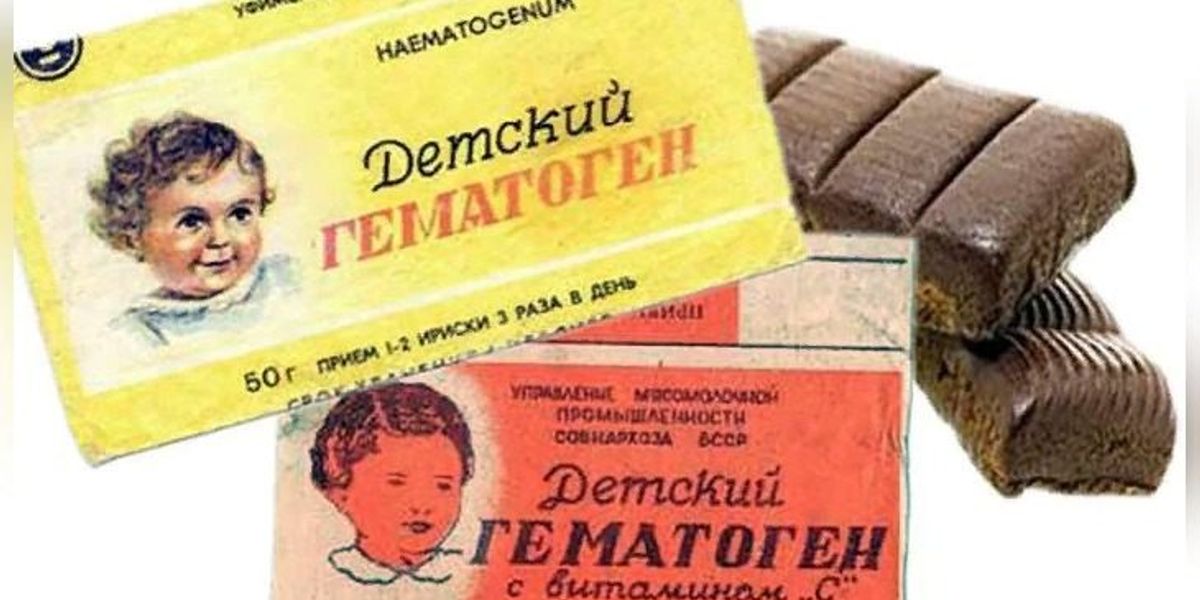 HAEMATOGENUM
Детский
ГЕМАТОГЕН
50 г ПРИЕМ 1-2 ИРИСКИ 3 РАЗА В ДЕНЬ
УПРАВЛЕНИЕ МЯСОМОЛОЧНОЙ
ПРОМЫШЛЕННОСТИ
СОВНАРХОЗА БССР
Детский
ГЕМАТОГЕН
с витамином „С"